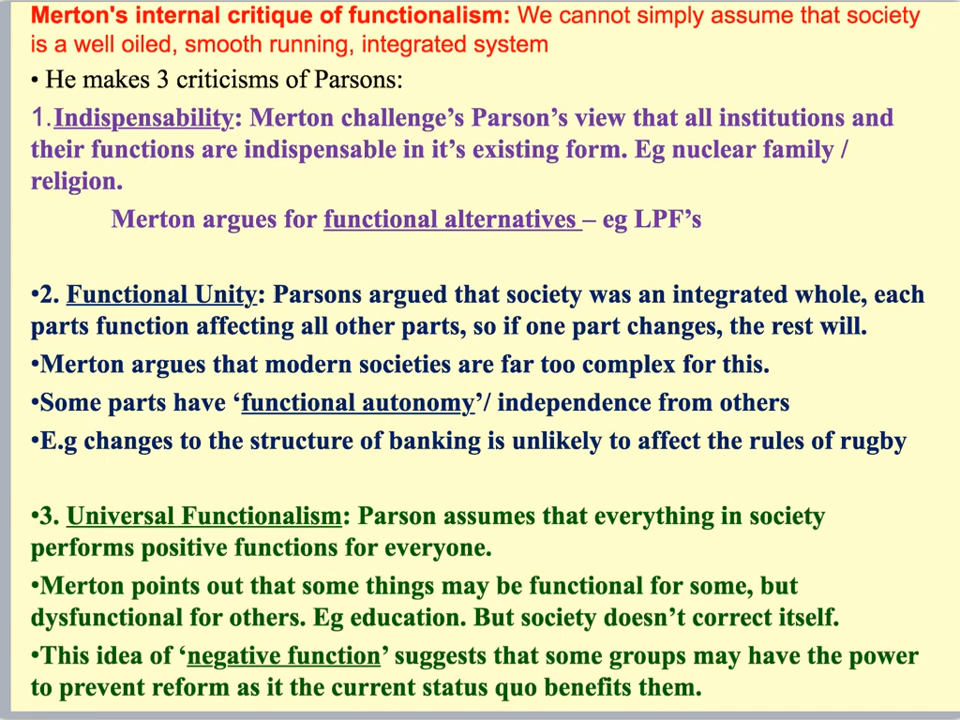 Merton's internal critique of functionalism: We cannot simply assume that society
is a well oiled, smooth running, integrated system
• He makes 3 criticisms of Parsons:
1. Indispensability: Merton challenge’s Parson’s view that all institutions and
their functions are indispensable in it’s existing form. Eg nuclear family /
religion.
Merton argues for functional alternatives – eg LPF’s
•2. Functional Unity: Parsons argued that society was an integrated whole, each
parts function affecting all other parts, so if one part changes, the rest will.
•Merton argues that modern societies are far too complex for this.
•Some parts have ‘functional autonomy’/ independence from others
•E.g changes to the structure of banking is unlikely to affect the rules of rugby
•3. Universal Functionalism: Parson assumes that everything in society
performs positive functions for everyone.
•Merton points out that some things may be functional for some, but
dysfunctional for others. Eg education. But society doesn’t correct itself.
•This idea of ‘negative function’ suggests that some groups may have the power
to prevent reform as it the current status quo benefits them.